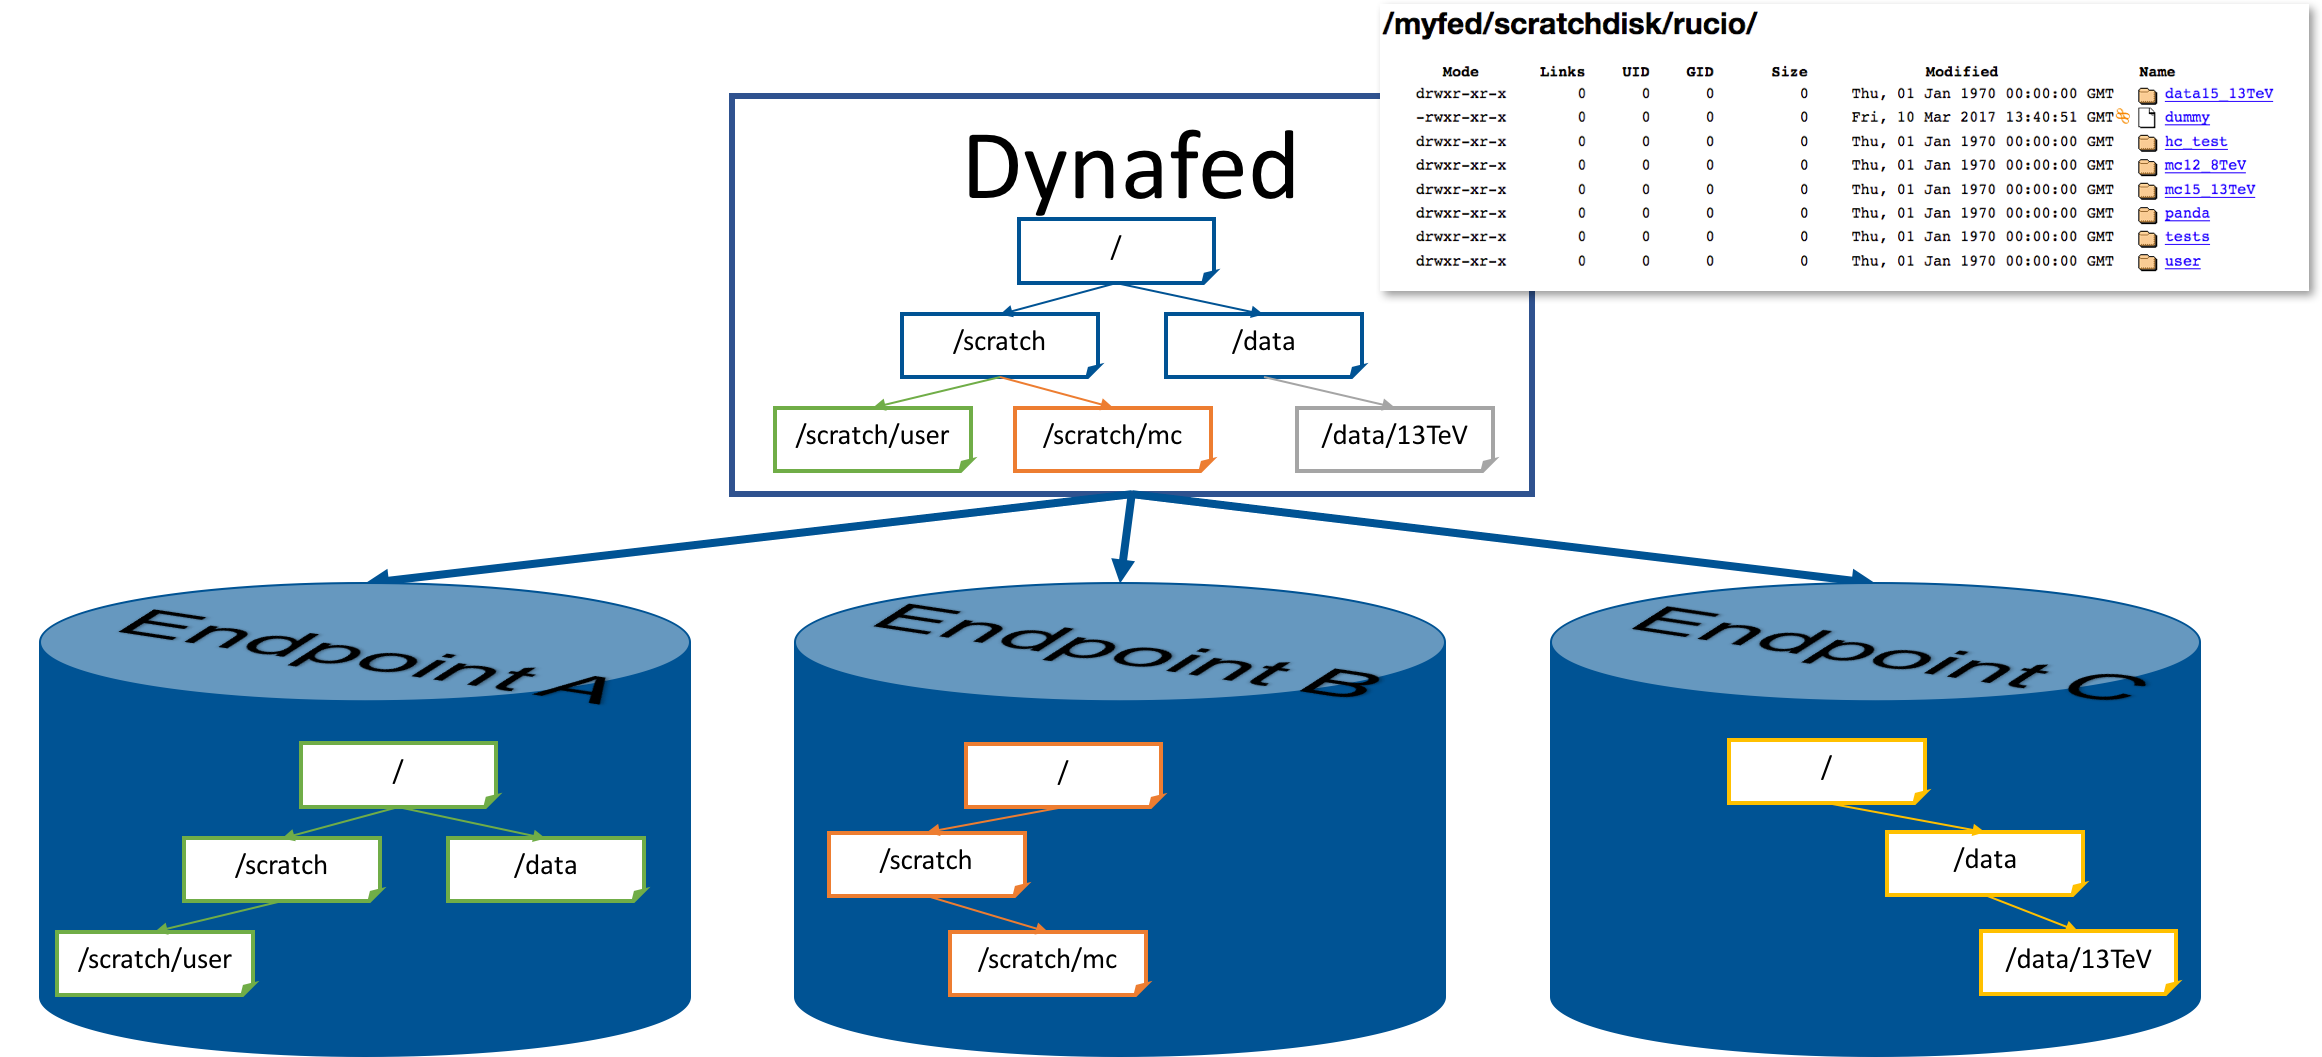 /myfed/scratchdisk/rucio/
Mode Links UID GID Size Modified Name
drwxr-xr-x 0 0 0 0 Thu, 01 Jan 1970 00:00:00 GMT data15_13TeV
-rwxr-xr-x 0 0 0 0 Fri, 10 Mar 2017 13:40:51 GMT dummy
drwxr-xr-x 0 0 0 0 Thu, 01 Jan 1970 00:00:00 GMT hc_test
drwxr-xr-x 0 0 0 0 Thu, 01 Jan 1970 00:00:00 GMT mc12_8TeV
drwxr-xr-x 0 0 0 0 Thu, 01 Jan 1970 00:00:00 GMT mc15_13TeV
drwxr-xr-x 0 0 0 0 Thu, 01 Jan 1970 00:00:00 GMT panda
drwxr-xr-x 0 0 0 0 Thu, 01 Jan 1970 00:00:00 GMT tests
drwxr-xr-x 0 0 0 0 Thu, 01 Jan 1970 00:00:00 GMT user
Dynafed
/
/scratch
/data
/scratch/user
/scratch/mc
/data/13TeV
Endpoint A
/
/scratch
/data
/scratch/user
Endpoint B
/
/scratch
/scratch/mc
Endpoint C
/
/data
/data/13TeV